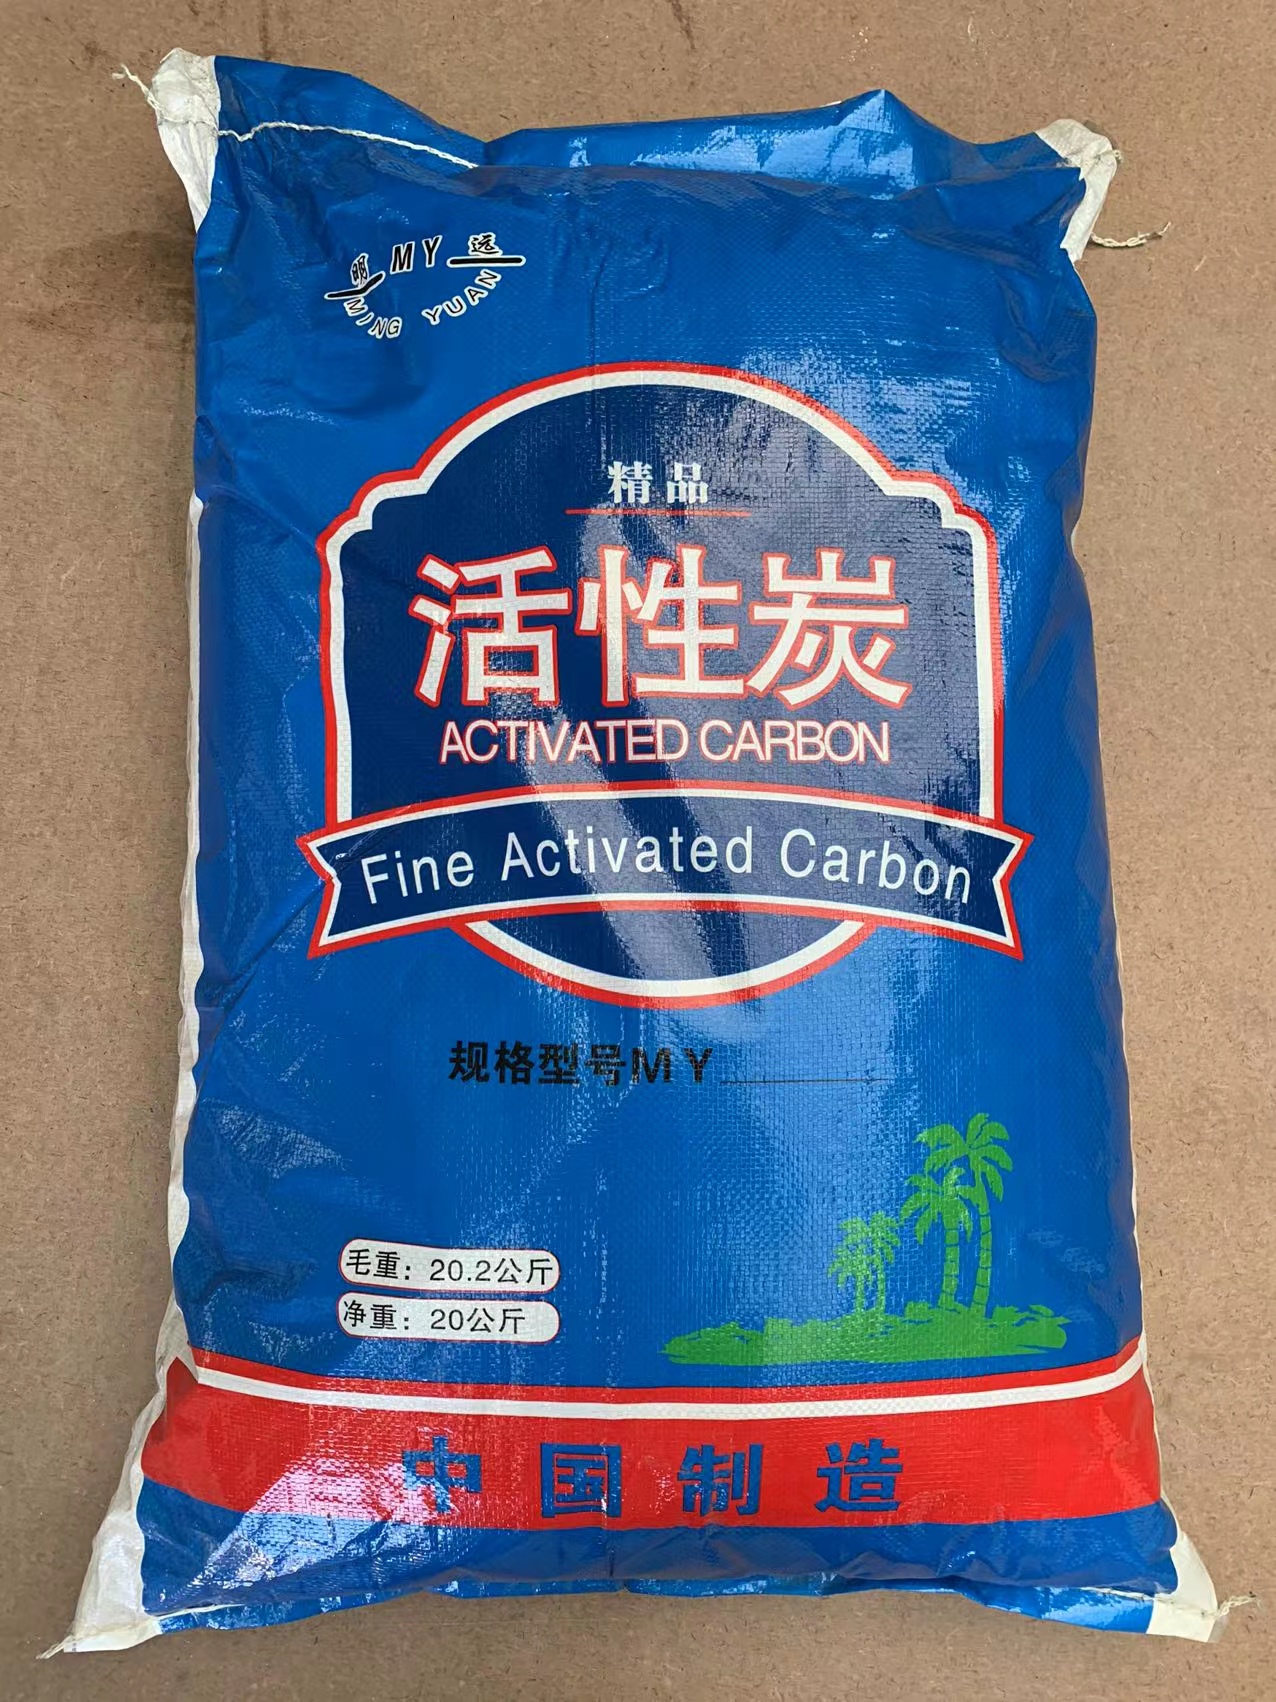 明 MY 远
MING YUAN
精品
活性炭
ACTIVATED CARBON
Fine Activated Carbon
规格型号MY
毛重：20.2公斤
净重：20公斤
中国制造